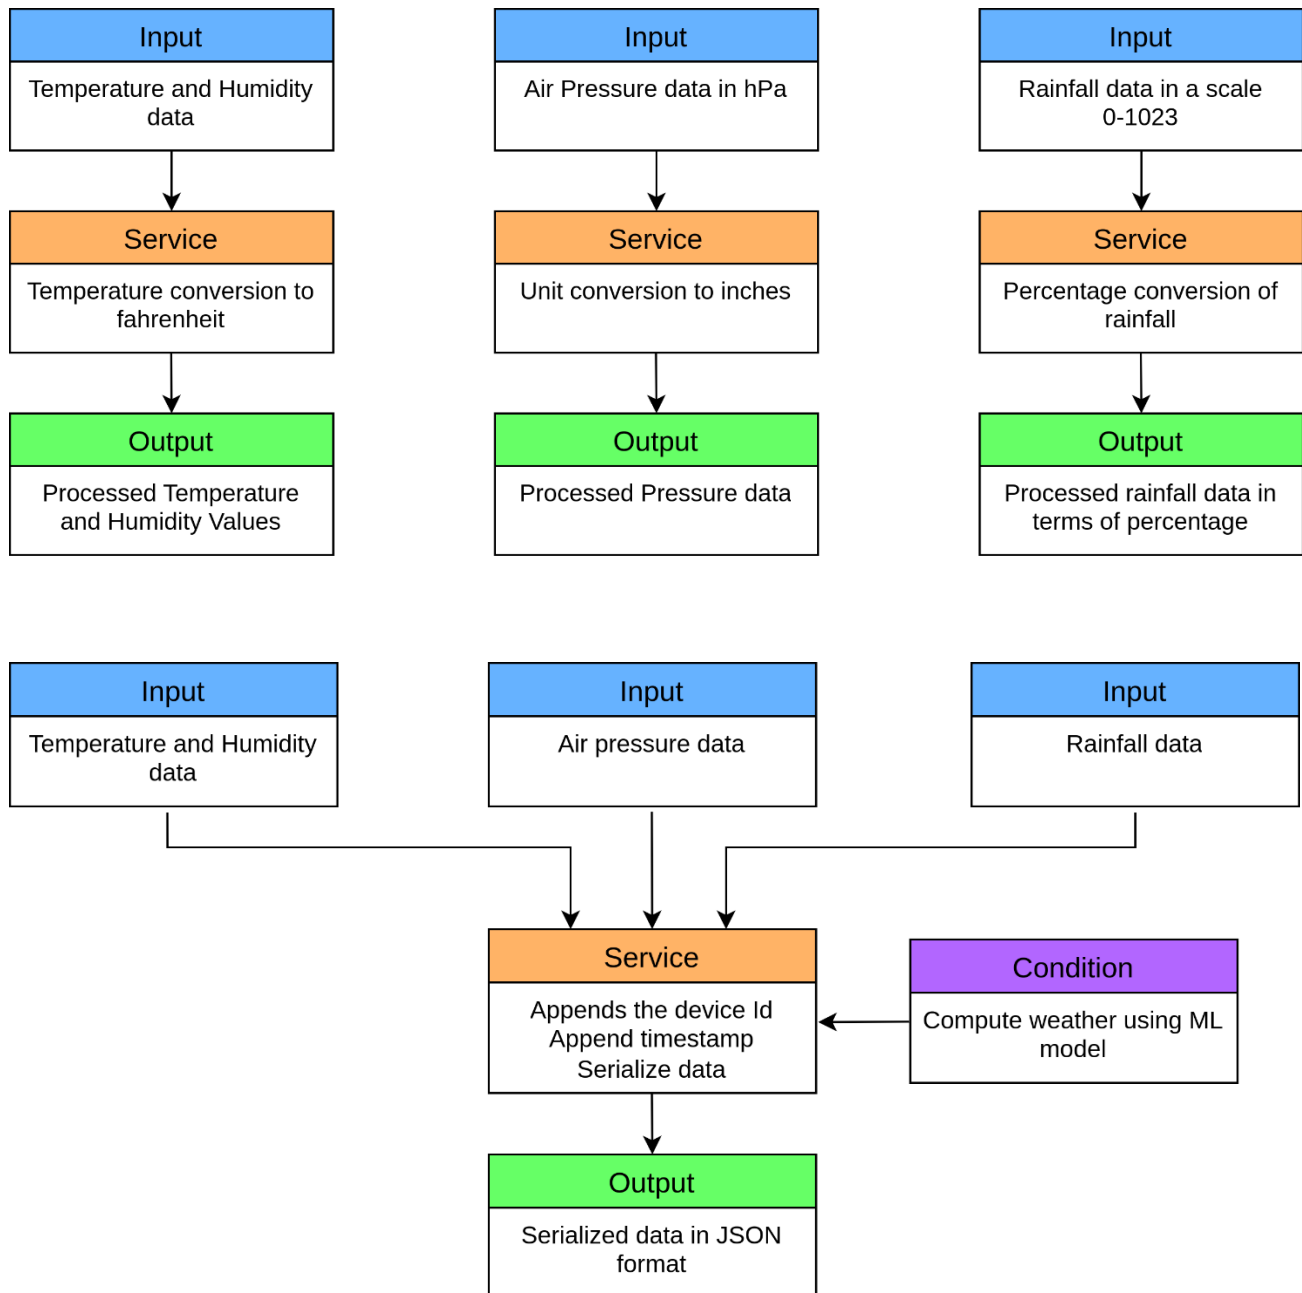 Input
Temperature and Humidity
data
Input
Air Pressure data in hPa
Input
Rainfall data in a scale
0-1023
Service
Temperature conversion to
fahrenheit
Service
Unit conversion to inches
Service
Percentage conversion of
rainfall
Output
Processed Temperature
and Humidity Values
Output
Processed Pressure data
Output
Processed rainfall data in
terms of percentage
Input
Temperature and Humidity
data
Input
Air pressure data
Input
Rainfall data
Service
Appends the device Id
Append timestamp
Serialize data
Condition
Compute weather using ML
model
Output
Serialized data in JSON
format